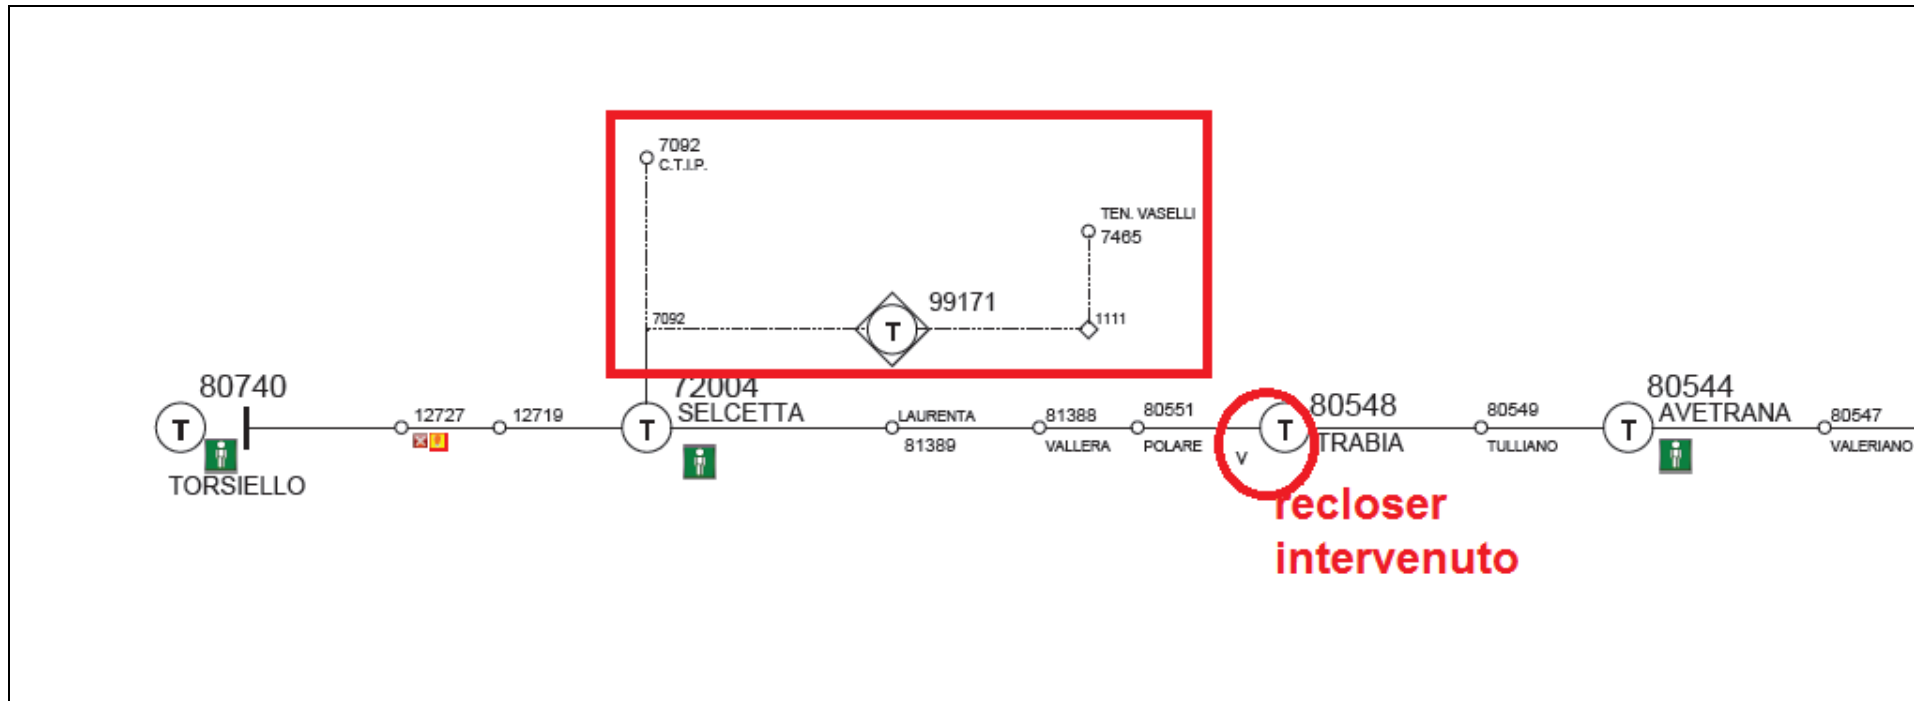 7092
C.T.I.P.
TEN. VASELLI
7465
99171
T
7092
1111
80740
T
TORSIELLO
12727
12719
72004
SELCETTA
T
LAURENTA
81389
81388
VALLERA
80551
POLARE
V
T
80548
TRABIA
80549
TULLIANO
T
80544
AVETRANA
80547
VALERIANO
recloser
intervenuto